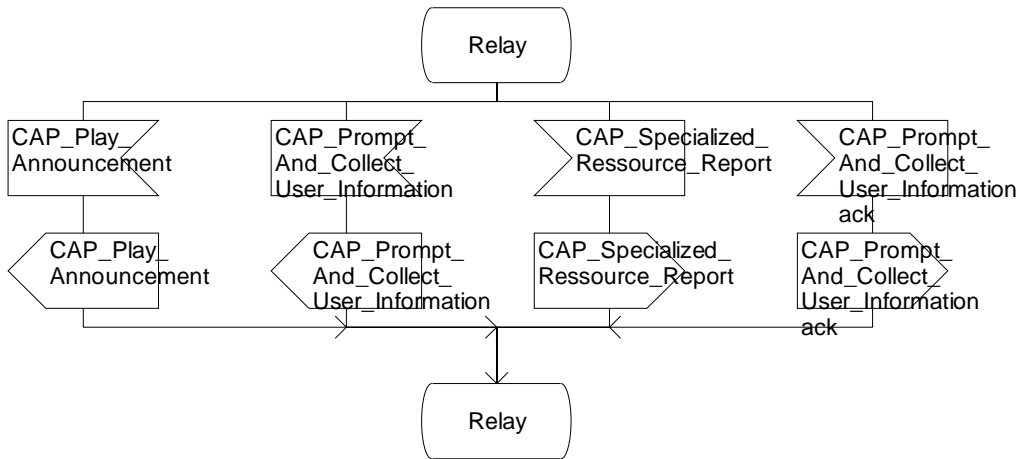 Relay
CAP_Play_
Announcement
CAP_Prompt_
And_Collect_
User_Information
CAP_Specialized_
Ressource_Report
CAP_Prompt_
And_Collect_
User_Information
ack
CAP_Play_
Announcement
CAP_Prompt_
And_Collect_
User_Information
CAP_Specialized_
Ressource_Report
CAP_Prompt_
And_Collect_
User_Information
ack
Relay